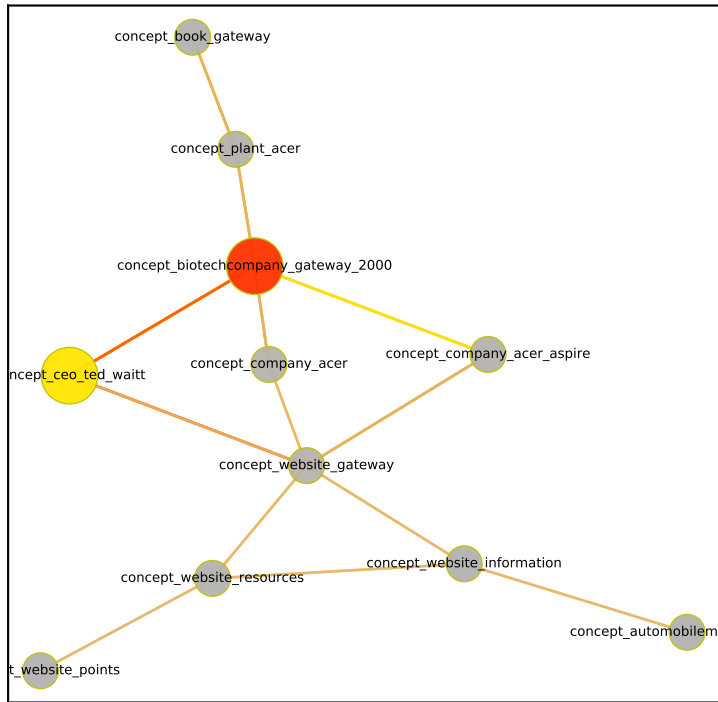 concept_book_gateway
concept_plant_acer
concept_biotechcompany_gateway_2000
concept_company_acer_aspire
concept_company_acer
ncept_ceo_ted_waitt
concept_website_gateway
concept_website_information
concept_website_resources
concept_automobilem
t_website_points